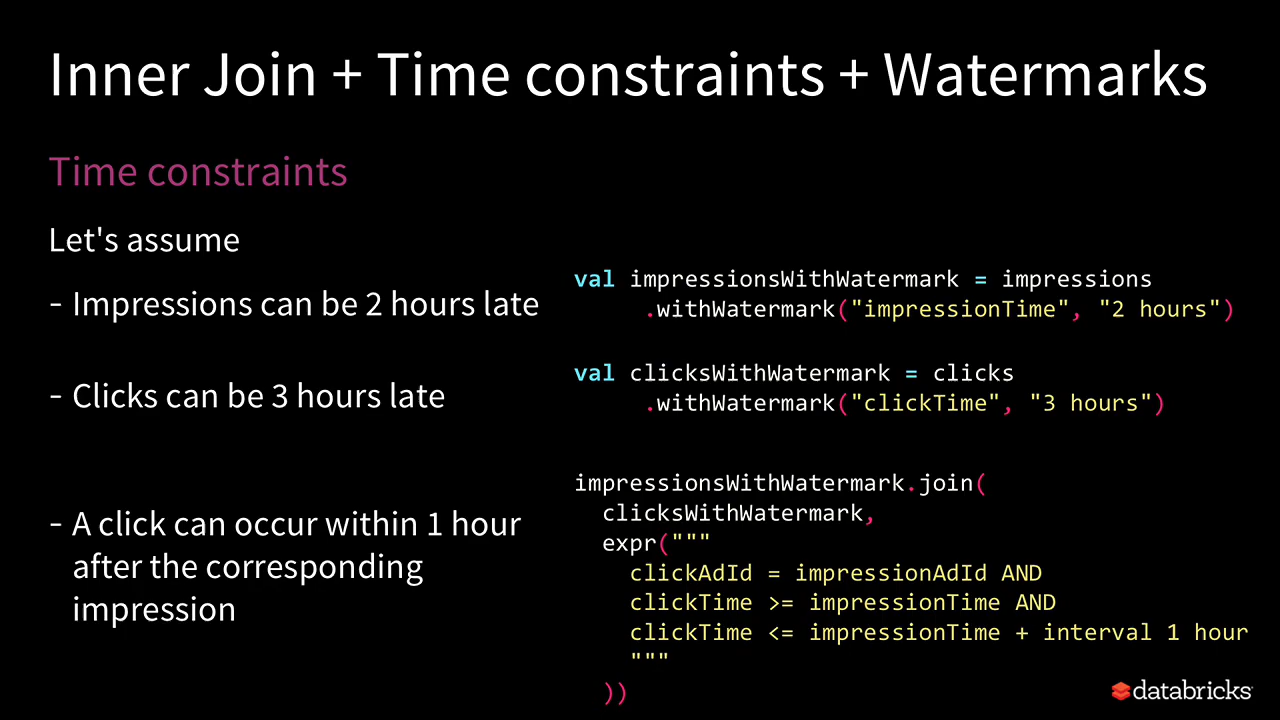 Inner Join + Time constraints + Watermarks
Time constraints
Let's assume
- Impressions can be 2 hours late
- Clicks can be 3 hours late
- A click can occur within 1 hour
after the corresponding
impression
val impressionsWithWatermark = impressions
.withWatermark("impressionTime", "2 hours")
val clicksWithWatermark = clicks
.withWatermark("clickTime", "3 hours")
impressionsWithWatermark.join(
clicksWithWatermark,
expr("""
clickAdId = impressionAdId AND
clickTime >= impressionTime AND
clickTime <= impressionTime + interval 1 hour
"""
))
databricks